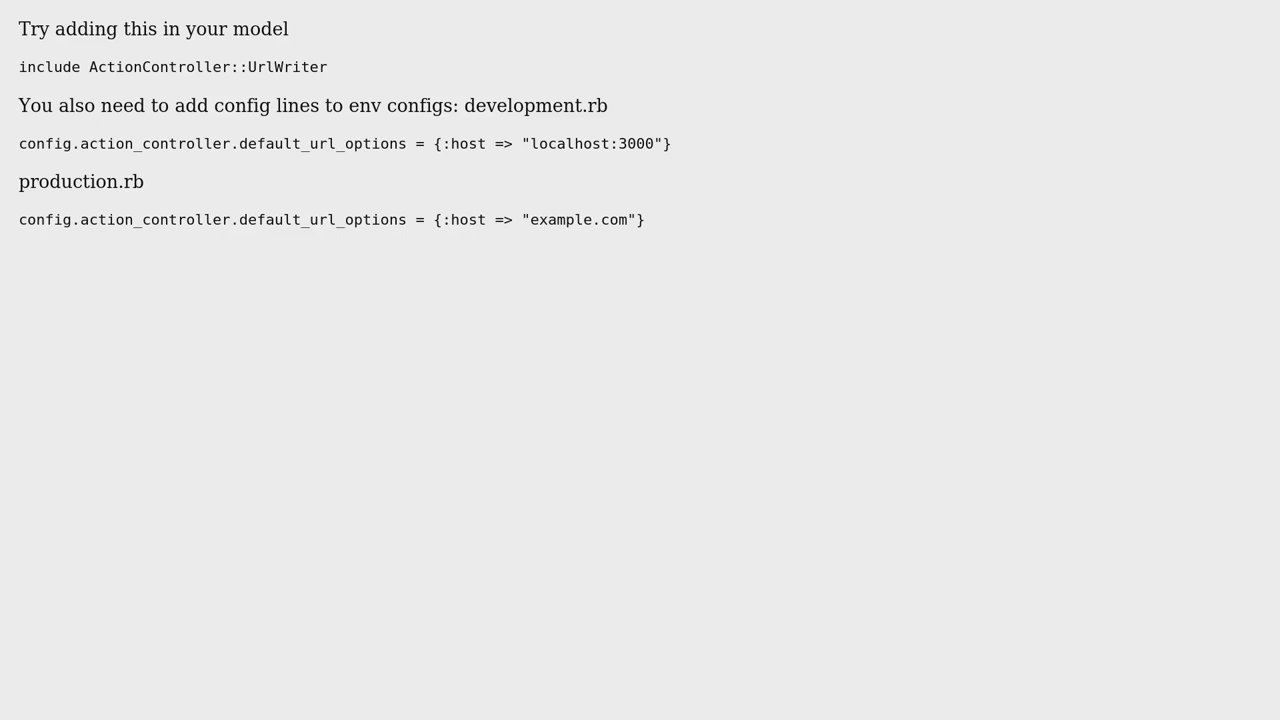 Try adding this in your model
include ActionController::UrlWriter
You also need to add config lines to env configs: development.rb
config.action_controller.default_url_options = {:host => "localhost:3000"}
production.rb
config.action_controller.default_url_options = {:host => "example.com"}